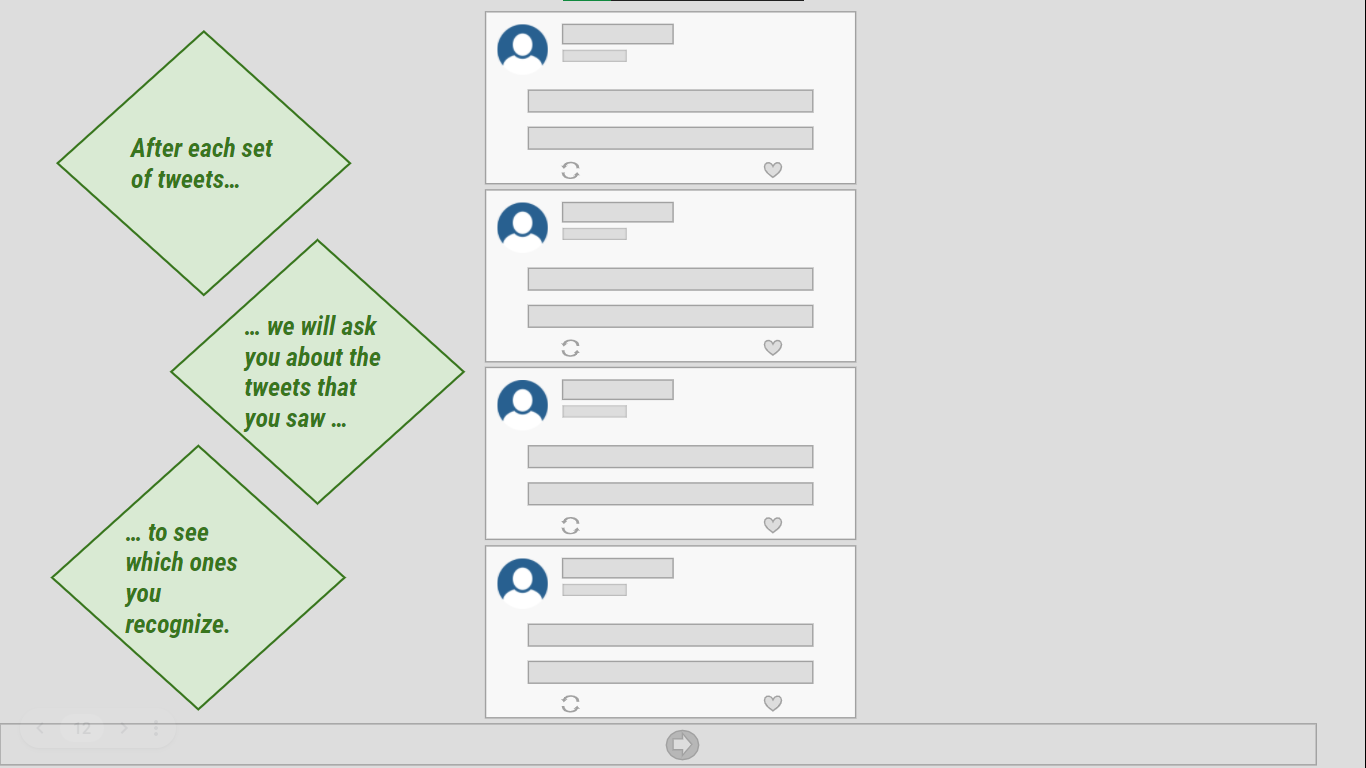 After each set
of tweets…
… we will ask
you about the
tweets that
you saw …
… to see
which ones
you
recognize.
12